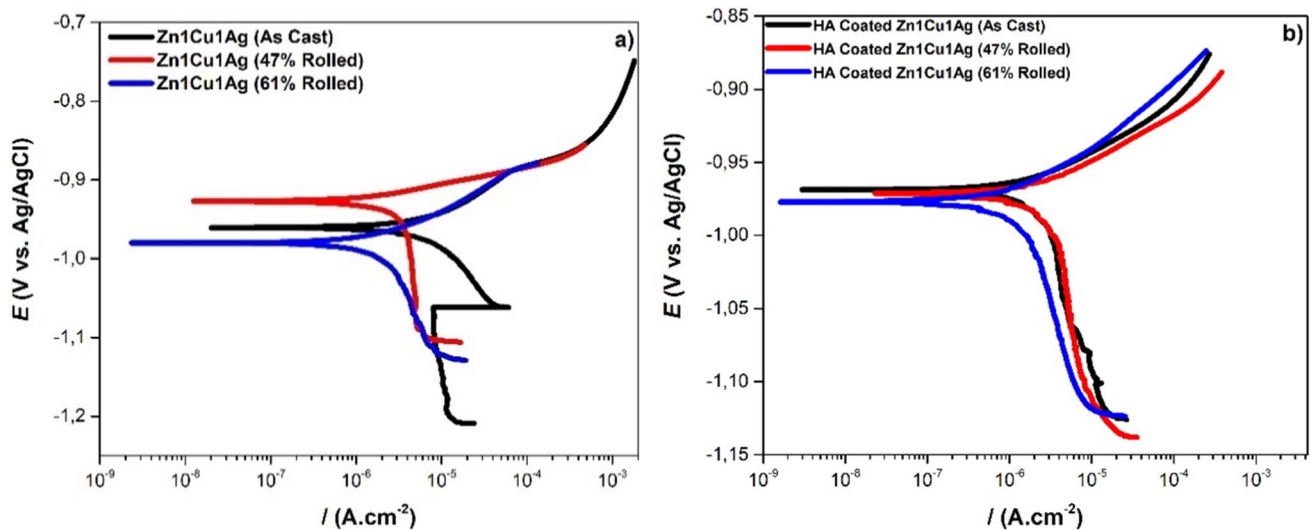 a)
Zn1Cu1Ag (As Cast)
Zn1Cu1Ag (47% Rolled)
Zn1Cu1Ag (61% Rolled)
-0,7
-0,8
-0,9
-1,0
-1,1
-1,2
E (V vs. Ag/AgCl)
10⁻⁹ 10⁻⁸ 10⁻⁷ 10⁻⁶ 10⁻⁵ 10⁻⁴ 10⁻³
I (A.cm⁻²)
b)
HA Coated Zn1Cu1Ag (As Cast)
HA Coated Zn1Cu1Ag (47% Rolled)
HA Coated Zn1Cu1Ag (61% Rolled)
-0,85
-0,90
-0,95
-1,00
-1,05
-1,10
-1,15
E (V vs. Ag/AgCl)
10⁻⁹ 10⁻⁸ 10⁻⁷ 10⁻⁶ 10⁻⁵ 10⁻⁴ 10⁻³
I (A.cm⁻²)